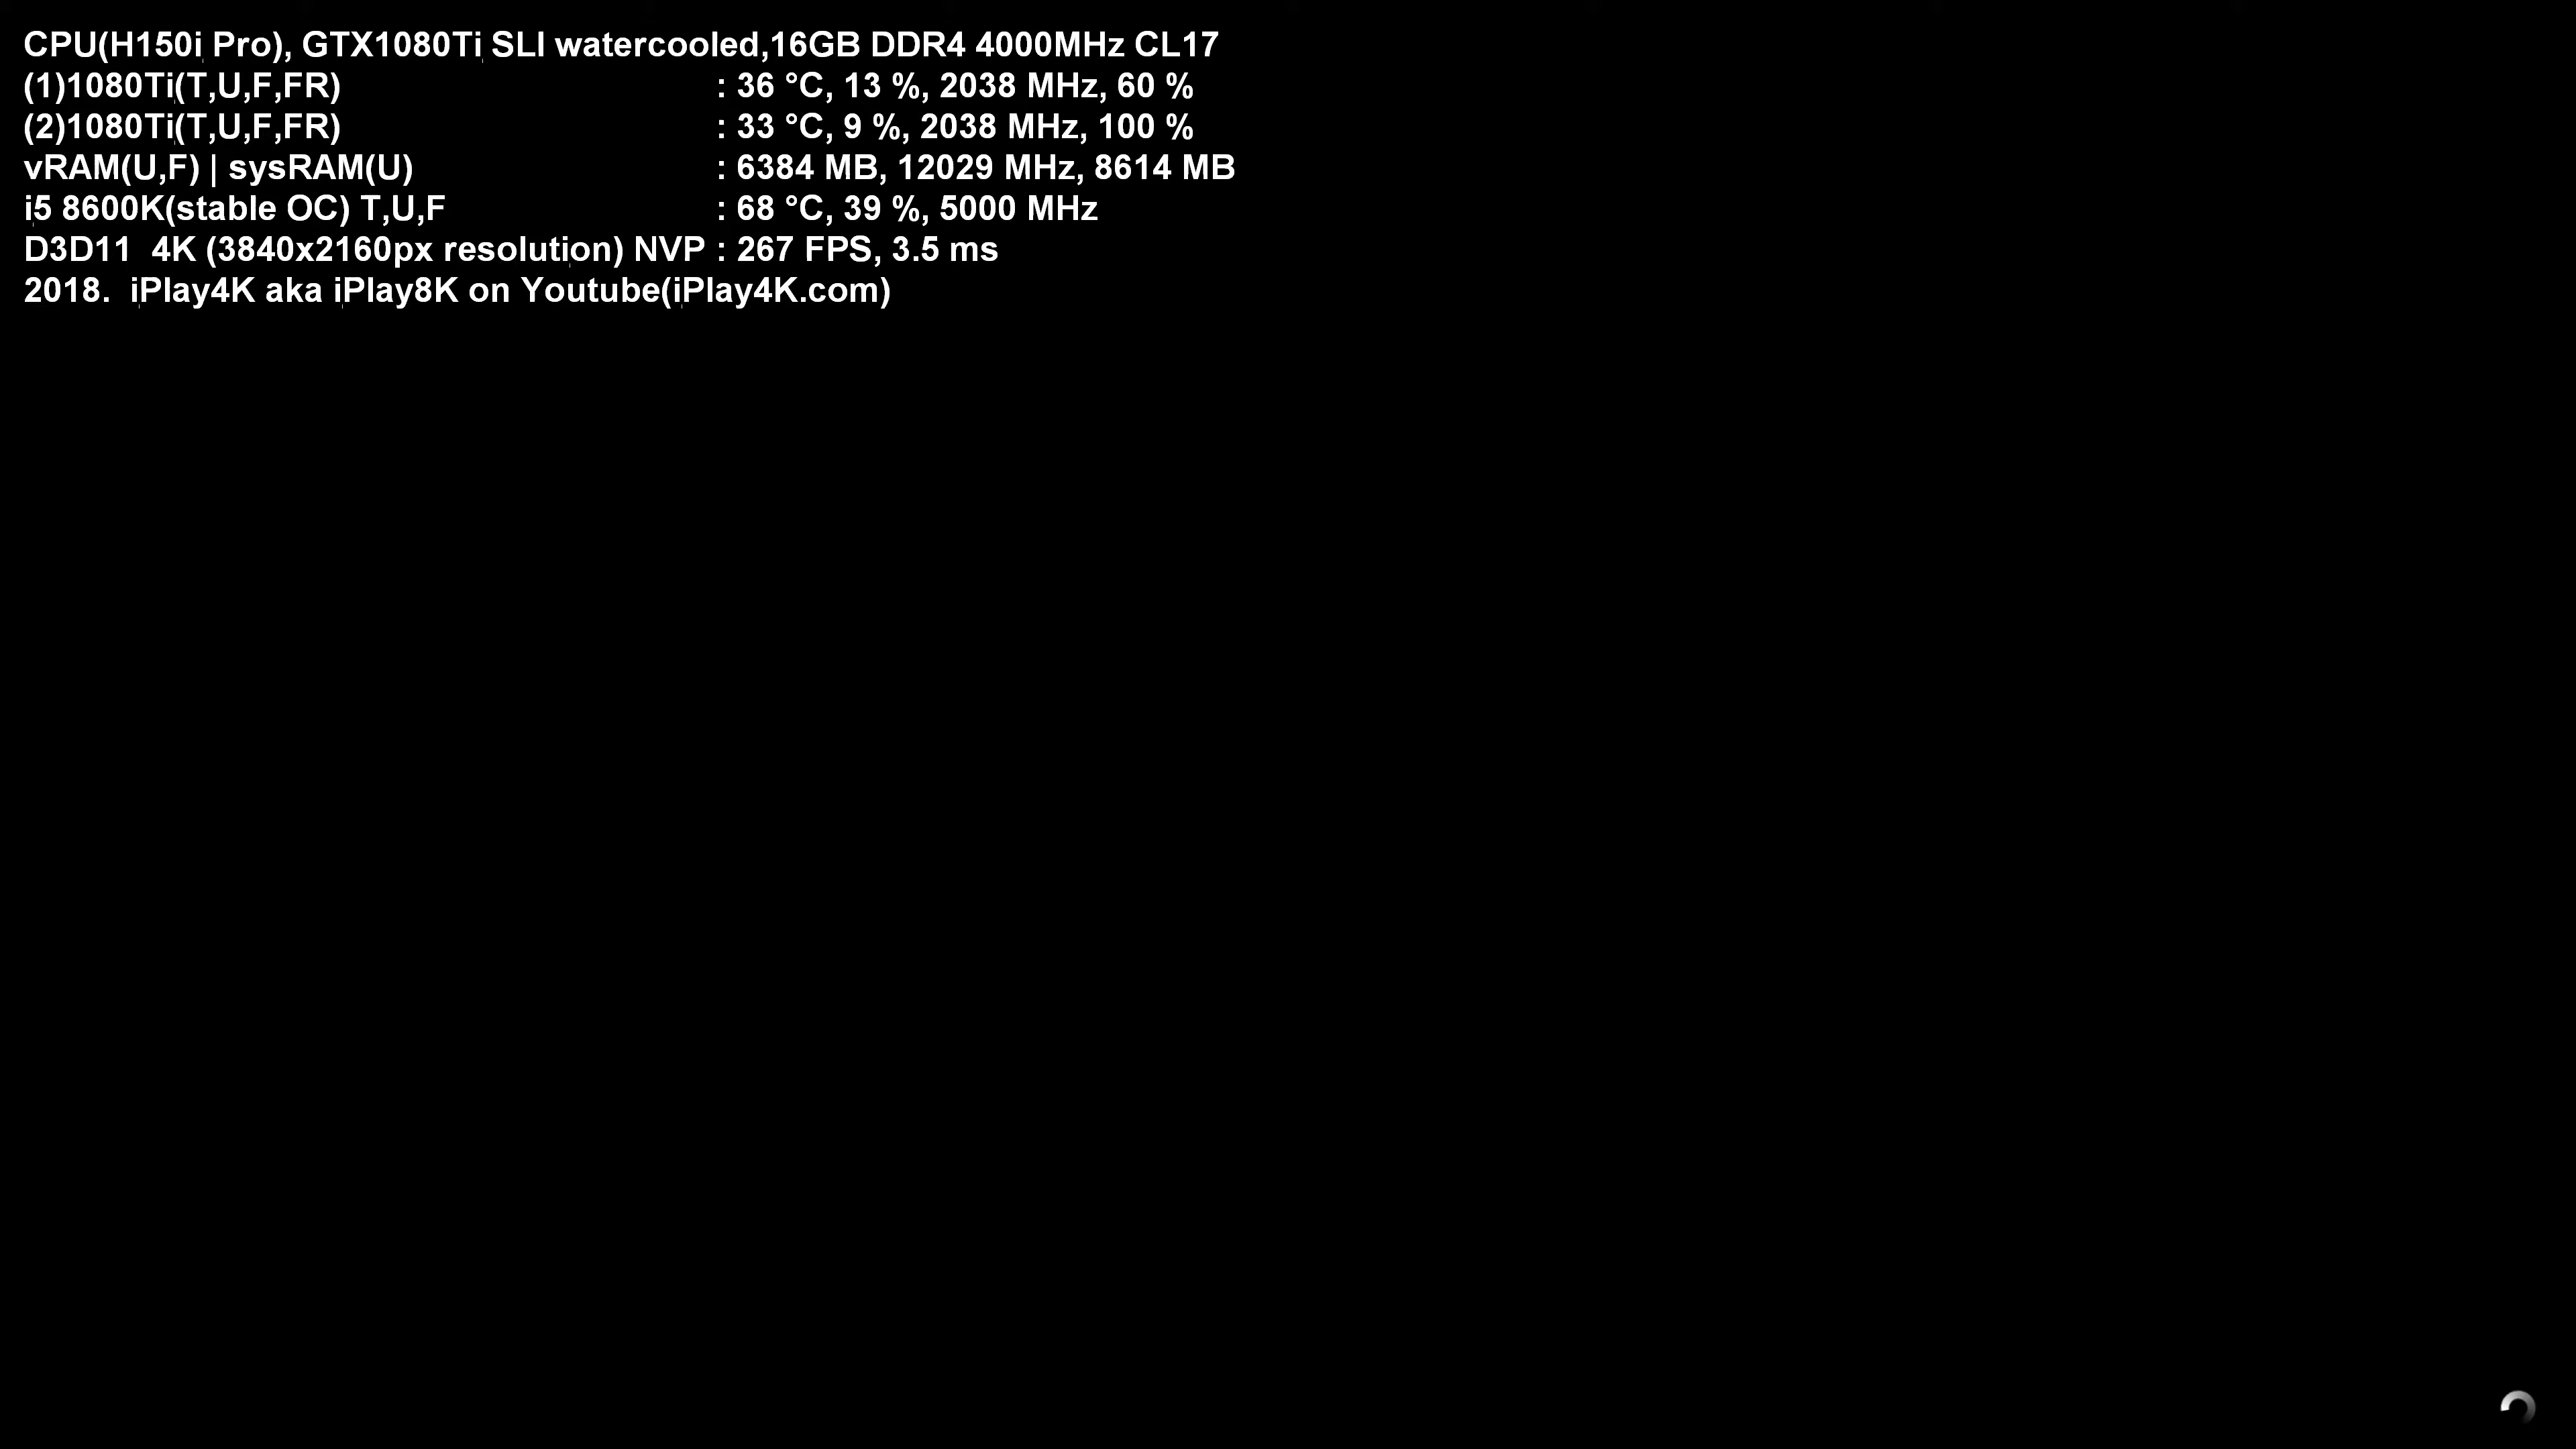 CPU(H150i Pro), GTX1080Ti SLI watercooled,16GB DDR4 4000MHz CL17
(1)1080Ti(T,U,F,FR) : 36 °C, 13 %, 2038 MHz, 60 %
(2)1080Ti(T,U,F,FR) : 33 °C, 9 %, 2038 MHz, 100 %
vRAM(U,F) | sysRAM(U) : 6384 MB, 12029 MHz, 8614 MB
i5 8600K(stable OC) T,U,F : 68 °C, 39 %, 5000 MHz
D3D11  4K (3840x2160px resolution) NVP : 267 FPS, 3.5 ms
2018.  iPlay4K aka iPlay8K on Youtube(iPlay4K.com)